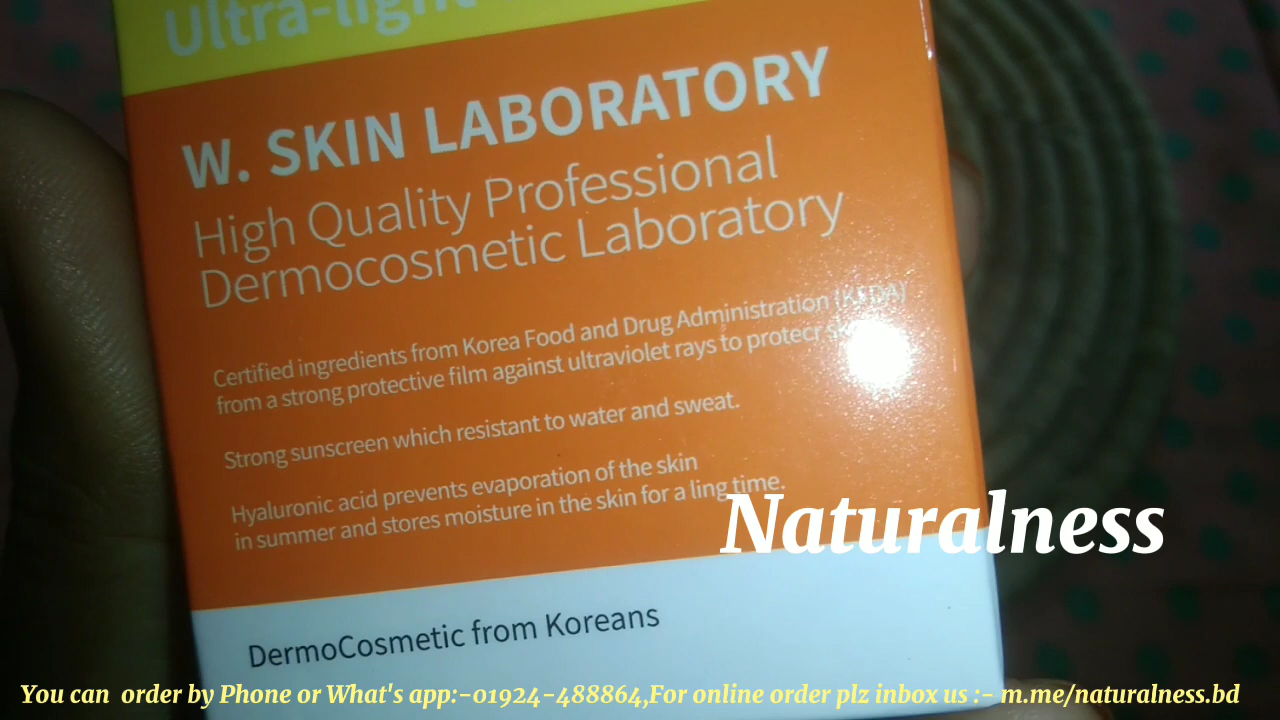 Ultra-light
W. SKIN LABORATORY
High Quality Professional
Dermocosmetic Laboratory
Certified ingredients from Korea Food and Drug Administration (KFDA)
from a strong protective film against ultraviolet rays to protecr
Strong sunscreen which resistant to water and sweat.
Hyaluronic acid prevents evaporation of the skin
in summer and stores moisture in the skin for a ling time.
Naturalness
DermoCosmetic from Koreans
You can order by Phone or What's app:-01924-488864,For online order plz inbox us :- m.me/naturalness.bd